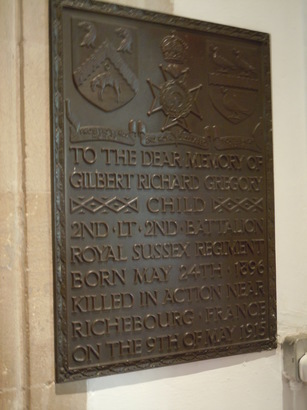 TO THE DEAR MEMORY OF
GILBERT RICHARD GREGORY
CHILD
2ND · LT · 2ND · BATTALION
ROYAL SUSSEX REGIMENT
BORN MAY 24TH · 1896
KILLED IN ACTION NEAR
RICHEBOURG · FRANCE
ON THE 9TH OF MAY 1915